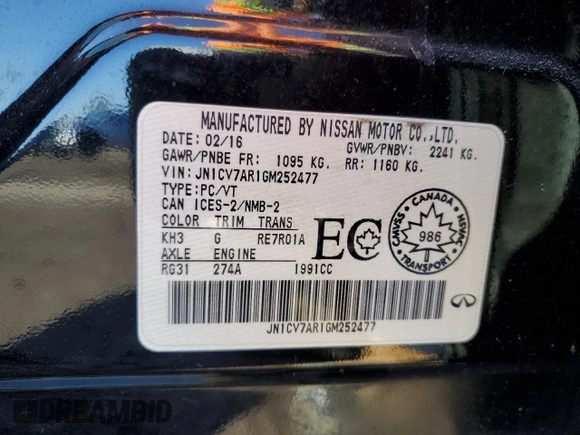 MANUFACTURED BY NISSAN MOTOR CO.,LTD.
DATE: 02/16 GVWR/PNBV: 2241 KG.
GAWR/PNBE FR: 1095 KG. RR: 1160 KG.
VIN: JN1CV7AR1GM252477
TYPE: PC/VT
CAN ICES-2/NMB-2
COLOR TRIM TRANS
KH3 G RE7R01A
AXLE ENGINE
RG31 274A 1991CC
EC
CMVSS CANADA NSVAC
986
TRANSPORT
JN1CV7AR1GM252477
DREAMBID